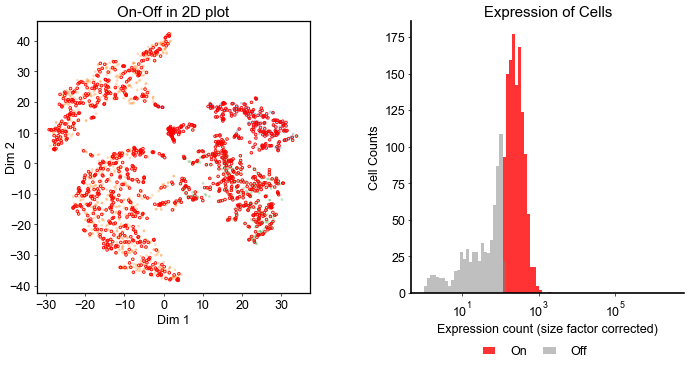 On-Off in 2D plot
40
30
20
10
0
−10
−20
−30
−40
Dim 2
−30 −20 −10 0 10 20 30
Dim 1
Expression of Cells
175
150
125
100
75
50
25
0
Cell Counts
10^1 10^3 10^5
Expression count (size factor corrected)
On Off